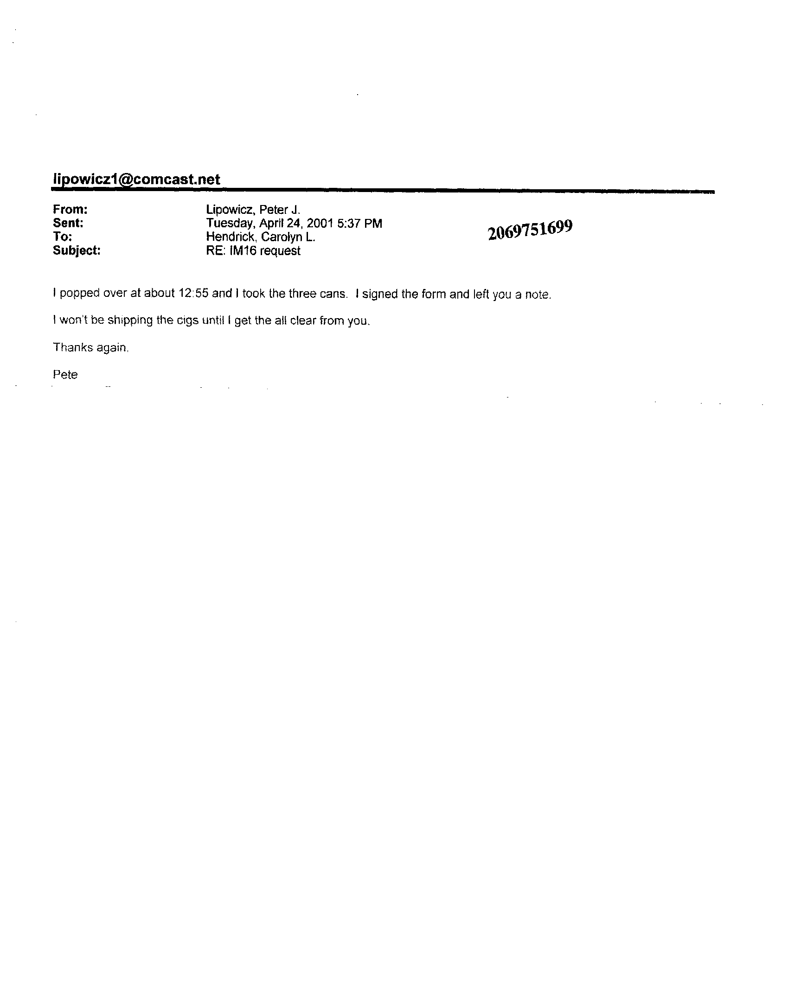 lipowicz1@comcast.net
From: Lipowicz, Peter J.
Sent: Tuesday, April 24, 2001 5:37 PM
To: Hendrick, Carolyn L.
Subject: RE: IM16 request
2069751699
I popped over at about 12:55 and I took the three cans. I signed the form and left you a note.
I won't be shipping the cigs until I get the all clear from you.
Thanks again.
Pete